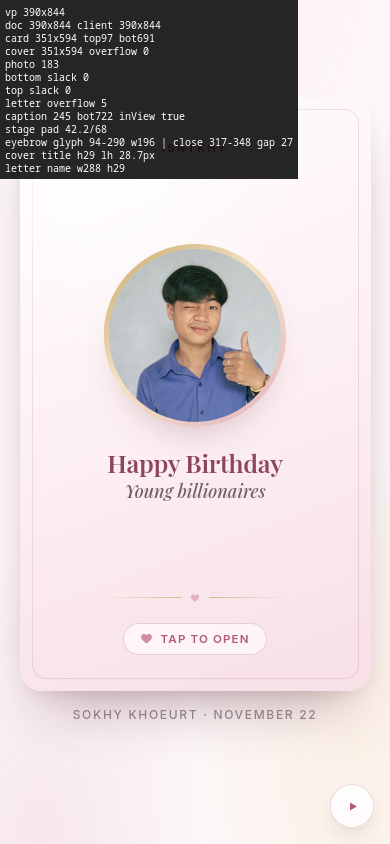 vp 390x844
doc 390x844 client 390x844
card 351x594 top97 bot691
cover 351x594 overflow 0
photo 183
bottom slack 0
top slack 0
letter overflow 5
caption 245 bot722 inView true
stage pad 42.2/68
eyebrow glyph 94-290 w196 | close 317-348 gap 27
cover title h29 lh 28.7px
letter name w288 h29
Happy Birthday
Young billionaires
TAP TO OPEN
SOKHY KHOEURT · NOVEMBER 22